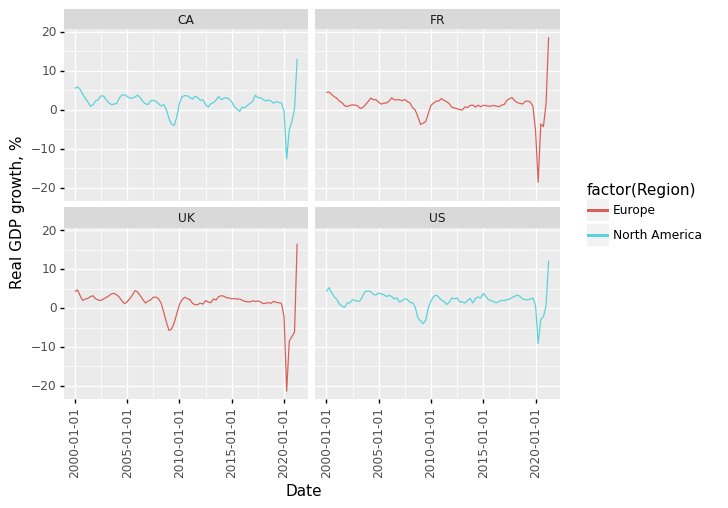 CA
FR
20
10
0
−10
−20
UK
US
20
10
0
−10
−20
Real GDP growth, %
factor(Region)
Europe
North America
2000-01-01
2005-01-01
2010-01-01
2015-01-01
2020-01-01
2000-01-01
2005-01-01
2010-01-01
2015-01-01
2020-01-01
Date